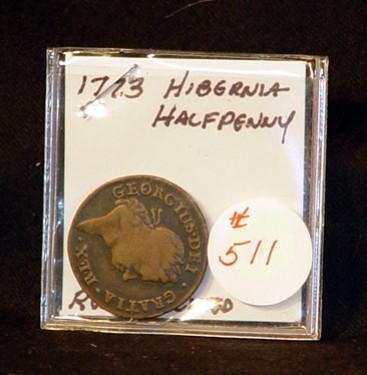 1723 HIBERNIA
HALFPENNY
GEORGIUS·DEI·
GRATIA·REX·
#
511